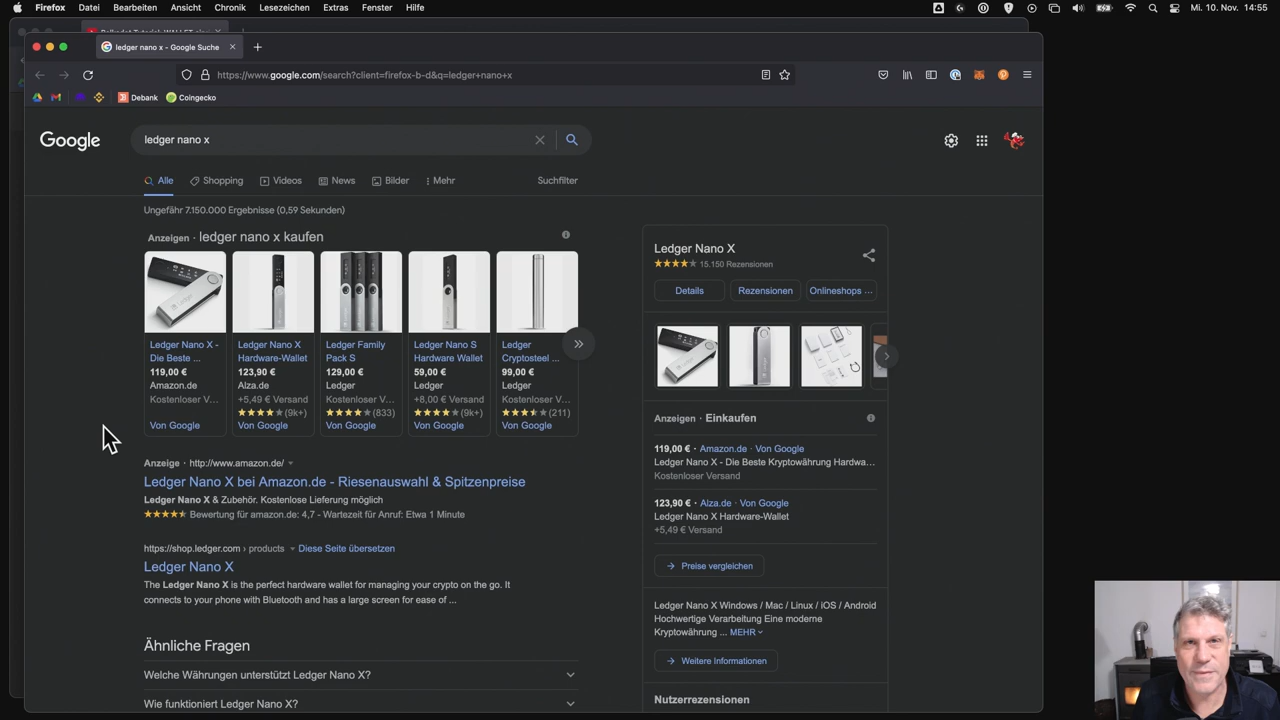 Firefox Datei Bearbeiten Ansicht Chronik Lesezeichen Extras Fenster Hilfe Mi. 10. Nov. 14:55
ledger nano x - Google Suche
https://www.google.com/search?client=firefox-b-d&q=ledger+nano+x
Debank Coingecko
Google ledger nano x
Alle Shopping Videos News Bilder Mehr Suchfilter
Ungefähr 7.150.000 Ergebnisse (0,59 Sekunden)
Anzeigen · ledger nano x kaufen
Ledger Nano X -
Die Beste ...
119,00 €
Amazon.de
Kostenloser V…
Von Google
Ledger Nano X
Hardware-Wallet
123,90 €
Alza.de
+5,49 € Versand
(9k+)
Von Google
Ledger Family
Pack S
129,00 €
Ledger
Kostenloser V…
(833)
Von Google
Ledger Nano S
Hardware Wallet
59,00 €
Ledger
+8,00 € Versand
(9k+)
Von Google
Ledger
Cryptosteel ...
99,00 €
Ledger
Kostenloser V…
(211)
Von Google
Anzeige · http://www.amazon.de/
Ledger Nano X bei Amazon.de - Riesenauswahl & Spitzenpreise
Ledger Nano X & Zubehör. Kostenlose Lieferung möglich
Bewertung für amazon.de: 4,7 - Wartezeit für Anruf: Etwa 1 Minute
https://shop.ledger.com › products Diese Seite übersetzen
Ledger Nano X
The Ledger Nano X is the perfect hardware wallet for managing your crypto on the go. It
connects to your phone with Bluetooth and has a large screen for ease of ...
Ähnliche Fragen
Welche Währungen unterstützt Ledger Nano X?
Wie funktioniert Ledger Nano X?
Ledger Nano X
15.150 Rezensionen
Details Rezensionen Onlineshops ...
Anzeigen · Einkaufen
119,00 € · Amazon.de · Von Google
Ledger Nano X - Die Beste Kryptowährung Hardwa…
Kostenloser Versand
123,90 € · Alza.de · Von Google
Ledger Nano X Hardware-Wallet
+5,49 € Versand
Preise vergleichen
Ledger Nano X Windows / Mac / Linux / iOS / Android
Hochwertige Verarbeitung Eine moderne
Kryptowährung ... MEHR
Weitere Informationen
Nutzerrezensionen